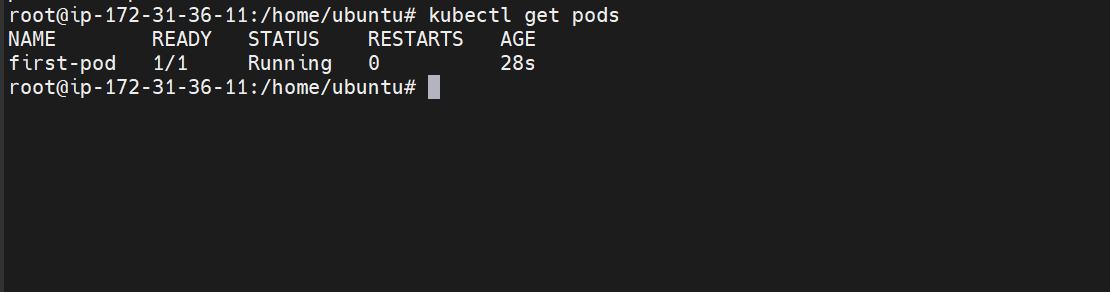 root@ip-172-31-36-11:/home/ubuntu# kubectl get pods
NAME        READY   STATUS    RESTARTS   AGE
first-pod   1/1     Running   0          28s
root@ip-172-31-36-11:/home/ubuntu#